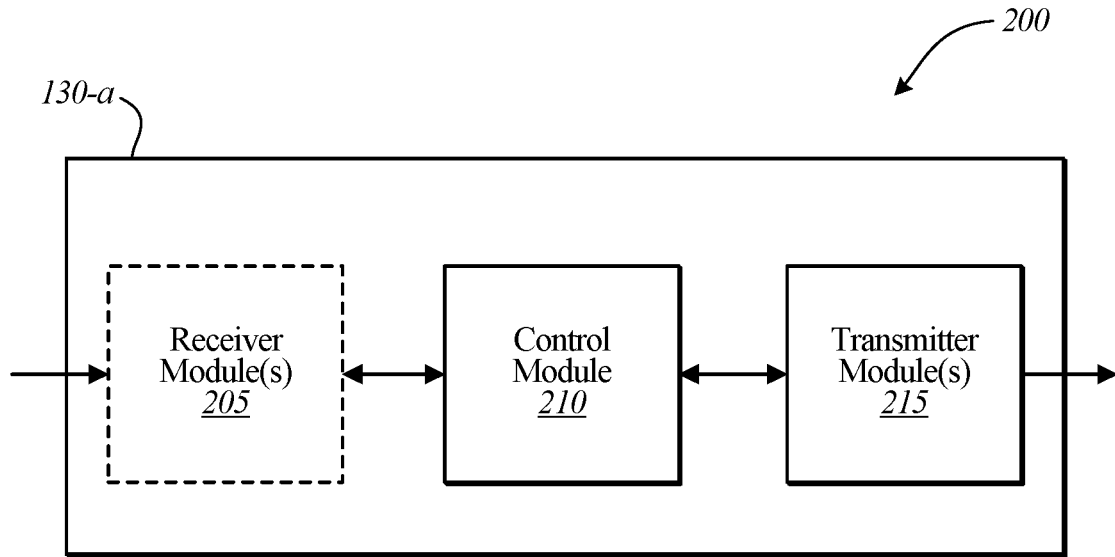 200
130-a
Receiver
Module(s)
205
Control
Module
210
Transmitter
Module(s)
215